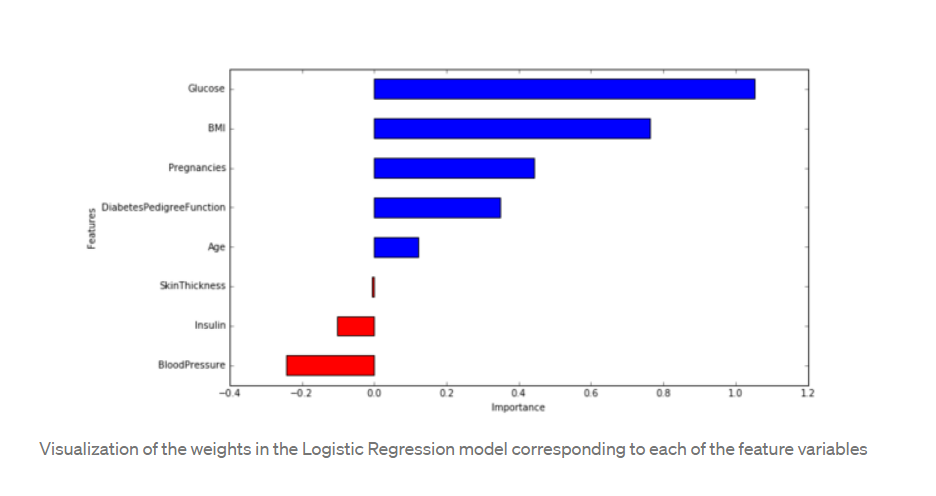 Glucose
BMI
Pregnancies
DiabetesPedigreeFunction
Age
SkinThickness
Insulin
BloodPressure
Features
−0.4 −0.2 0.0 0.2 0.4 0.6 0.8 1.0 1.2
Importance
Visualization of the weights in the Logistic Regression model corresponding to each of the feature variables